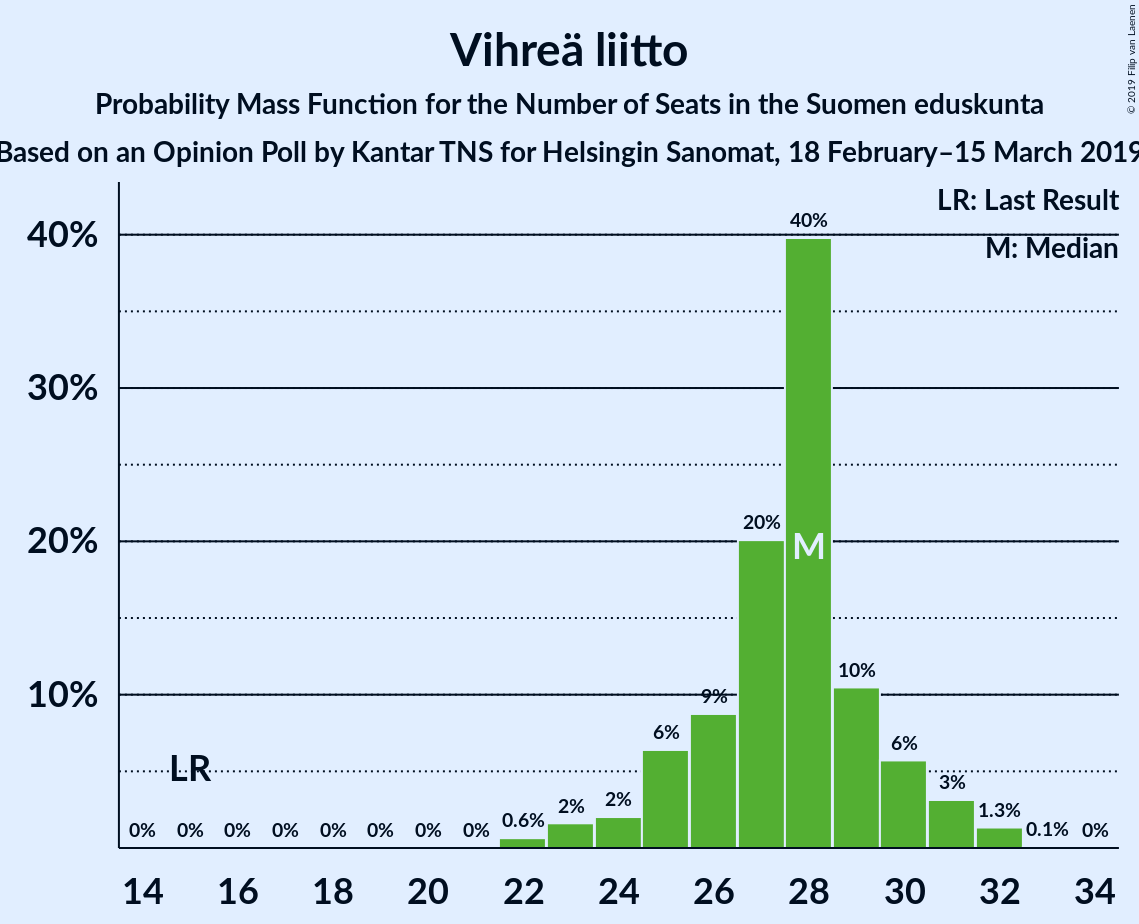 Vihreä liitto
Probability Mass Function for the Number of Seats in the Suomen eduskunta
Based on an Opinion Poll by Kantar TNS for Helsingin Sanomat, 18 February–15 March 2019
© 2019 Filip van Laenen
LR: Last Result
M: Median
40%
30%
20%
10%
LR
M
0% 0% 0% 0% 0% 0% 0% 0% 0.6% 2% 2% 6% 9% 20% 40% 10% 6% 3% 1.3% 0.1% 0%
14 16 18 20 22 24 26 28 30 32 34